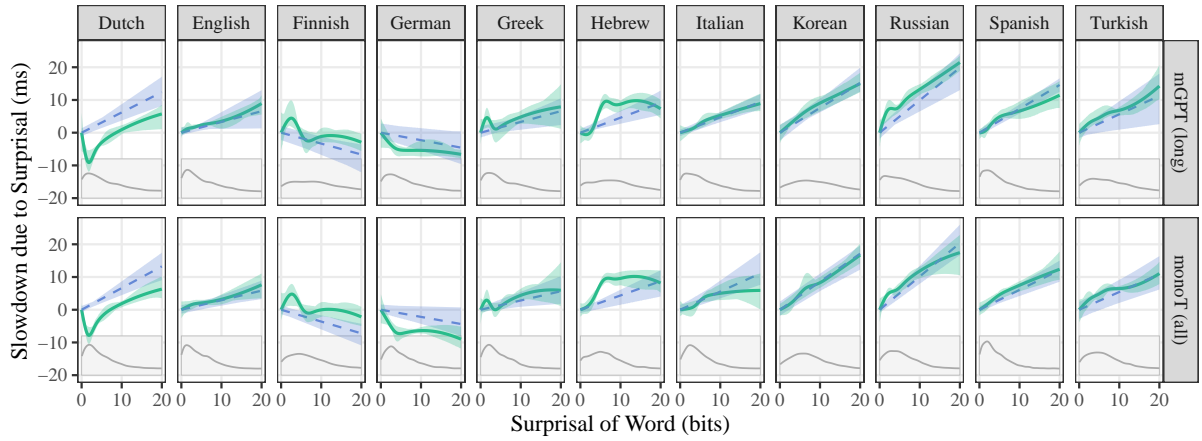 Dutch English Finnish German Greek Hebrew Italian Korean Russian Spanish Turkish
Slowdown due to Surprisal (ms)
20
10
0
−10
−20
mGPT (long)
20
10
0
−10
−20
monoT (all)
0 10 20 0 10 20 0 10 20 0 10 20 0 10 20 0 10 20 0 10 20 0 10 20 0 10 20 0 10 20 0 10 20
Surprisal of Word (bits)